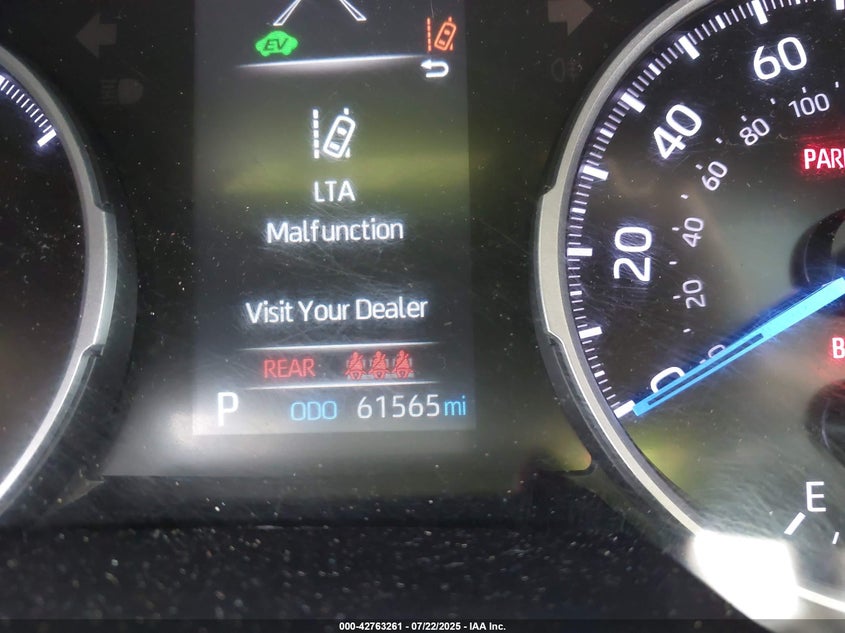 EV
LTA
Malfunction
Visit Your Dealer
REAR
P ODO 61565 mi
0 20 40 60
20 40 60 80 100
PAR
B
E
000-42763261 - 07/22/2025 - IAA Inc.